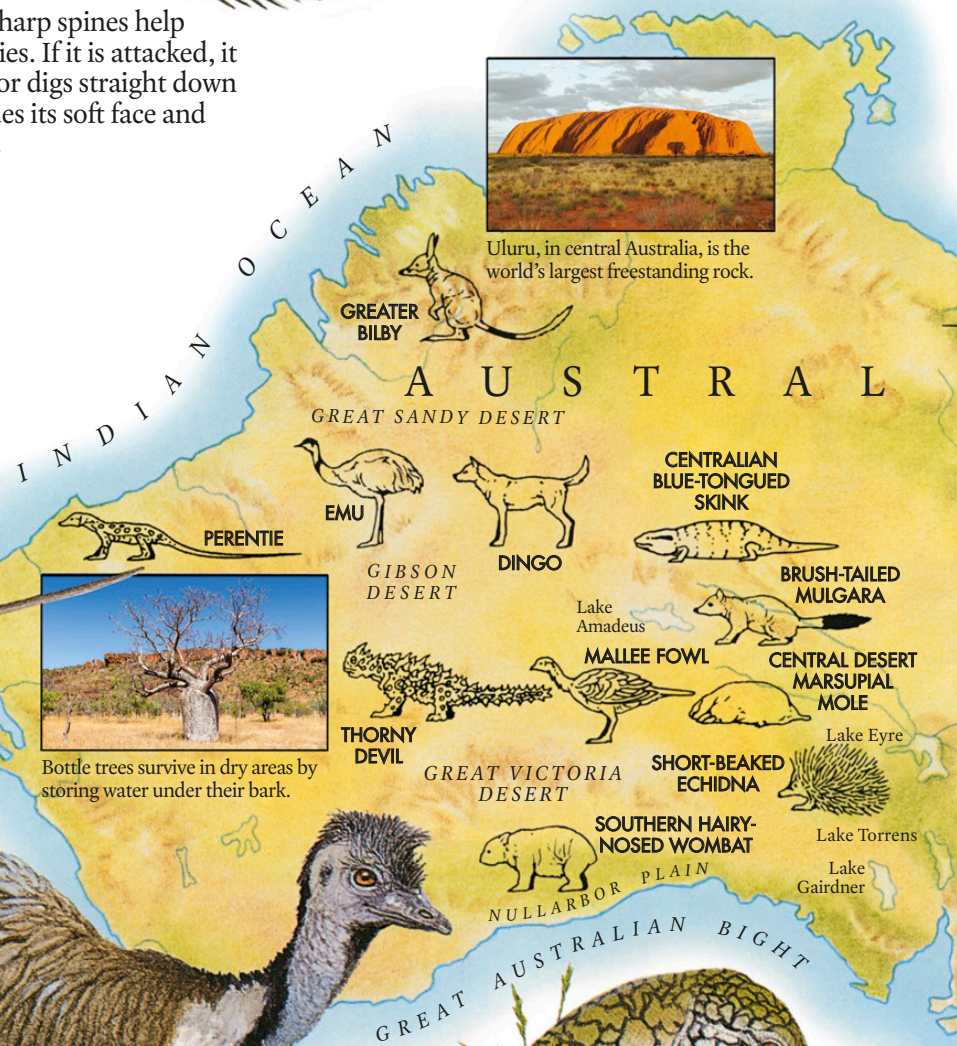 harp spines help
ies. If it is attacked, it
or digs straight down
es its soft face and
Uluru, in central Australia, is the
world's largest freestanding rock.
INDIAN OCEAN
GREATER
BILBY
AUSTRAL
GREAT SANDY DESERT
EMU
DINGO
CENTRALIAN
BLUE-TONGUED
SKINK
PERENTIE
GIBSON
DESERT
BRUSH-TAILED
MULGARA
Lake
Amadeus
MALLEE FOWL
CENTRAL DESERT
MARSUPIAL
MOLE
THORNY
DEVIL
Lake Eyre
Bottle trees survive in dry areas by
storing water under their bark.
GREAT VICTORIA
DESERT
SHORT-BEAKED
ECHIDNA
SOUTHERN HAIRY-
NOSED WOMBAT
Lake Torrens
Lake
Gairdner
NULLARBOR PLAIN
GREAT AUSTRALIAN BIGHT